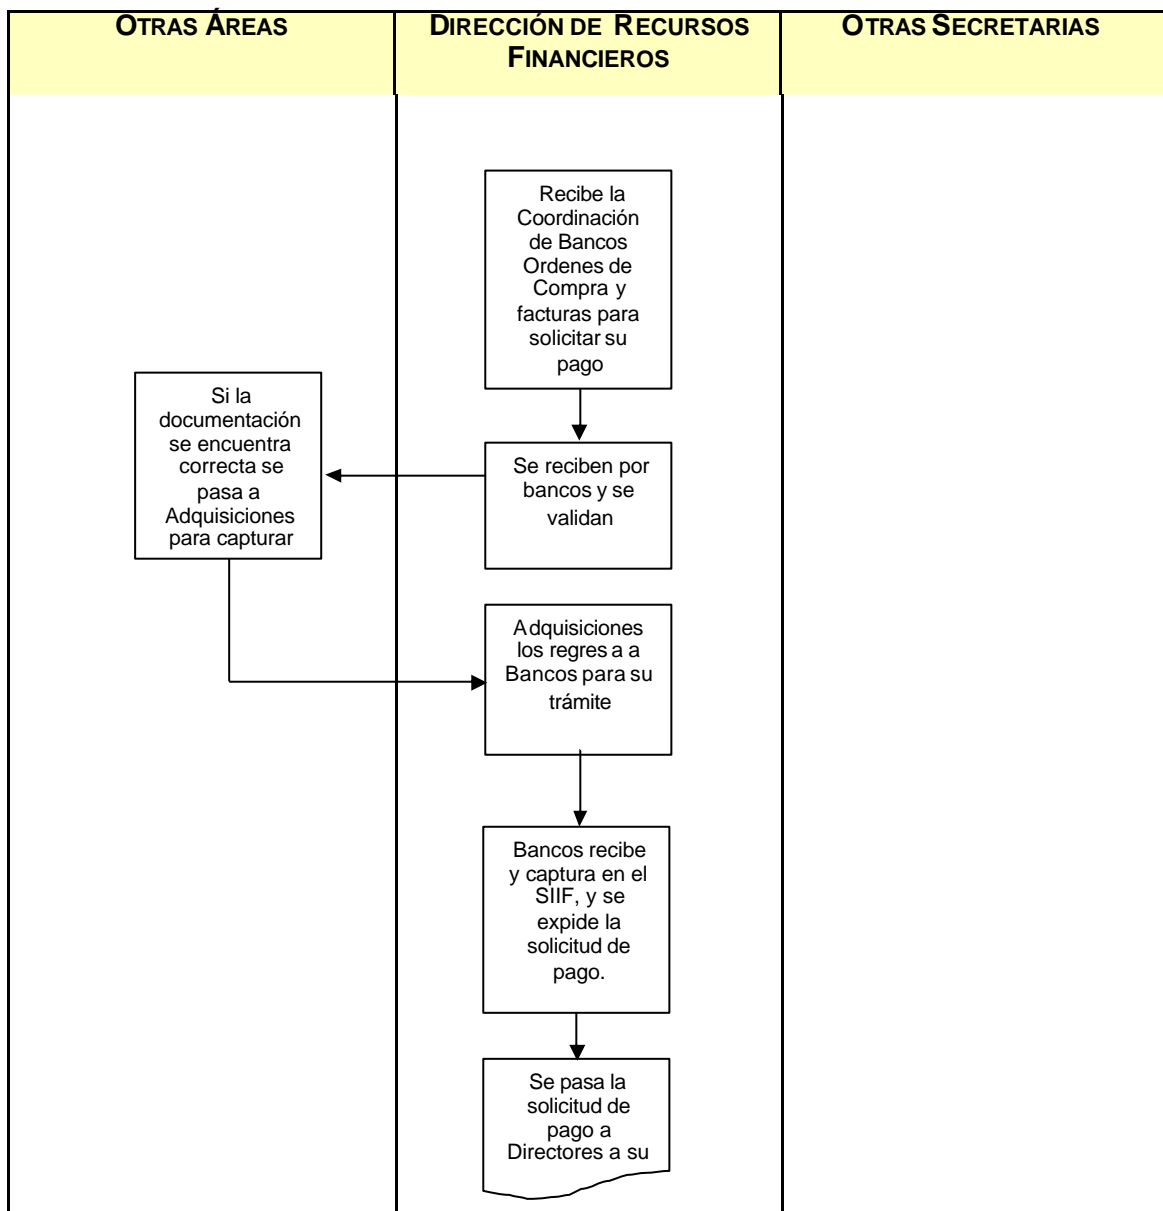 OTRAS ÁREAS
DIRECCIÓN DE RECURSOS
FINANCIEROS
OTRAS SECRETARIAS
Recibe la
Coordinación
de Bancos
Ordenes de
Compra y
facturas para
solicitar su
pago
Se reciben por
bancos y se
validan
Si la
documentación
se encuentra
correcta se
pasa a
Adquisiciones
para capturar
Adquisiciones
los regres a a
Bancos para su
trámite
Bancos recibe
y captura en el
SIIF, y se
expide la
solicitud de
pago.
Se pasa la
solicitud de
pago a
Directores a su